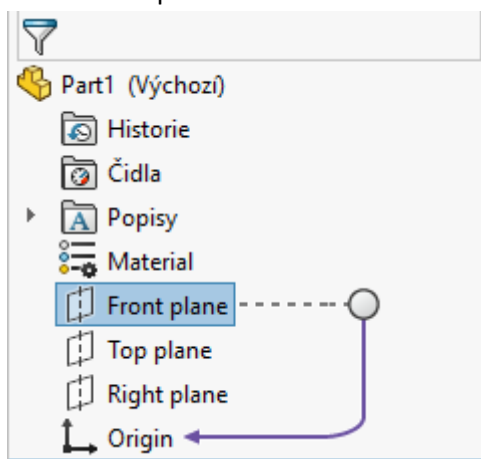 Part1 (Výchozí)
Historie
Čidla
A Popisy
Material
Front plane
Top plane
Right plane
Origin